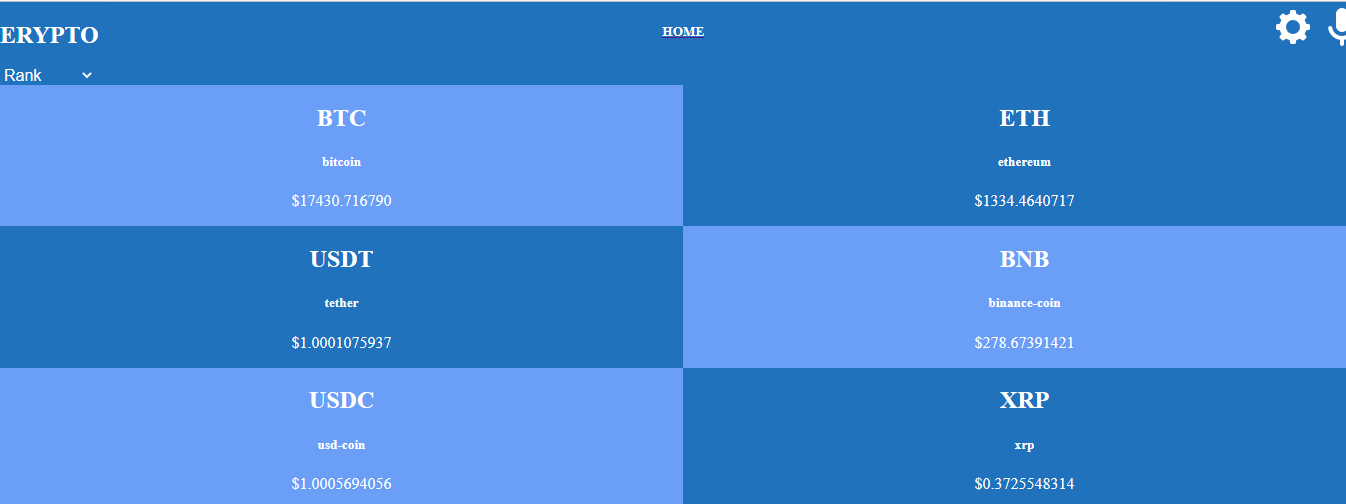 ERYPTO
HOME
Rank
BTC
bitcoin
$17430.716790
ETH
ethereum
$1334.4640717
USDT
tether
$1.0001075937
BNB
binance-coin
$278.67391421
USDC
usd-coin
$1.0005694056
XRP
xrp
$0.3725548314